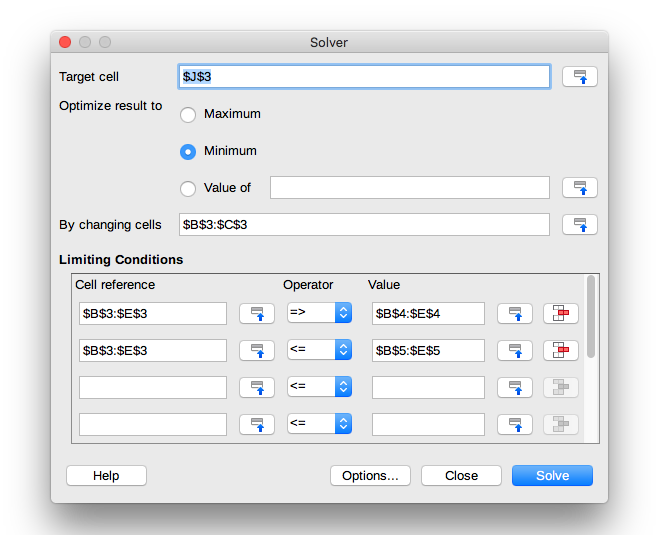 Solver
Target cell $J$3
Optimize result to
Maximum
Minimum
Value of
By changing cells $B$3:$C$3
Limiting Conditions
Cell reference Operator Value
$B$3:$E$3 => $B$4:$E$4
$B$3:$E$3 <= $B$5:$E$5
<=
<=
Help Options... Close Solve